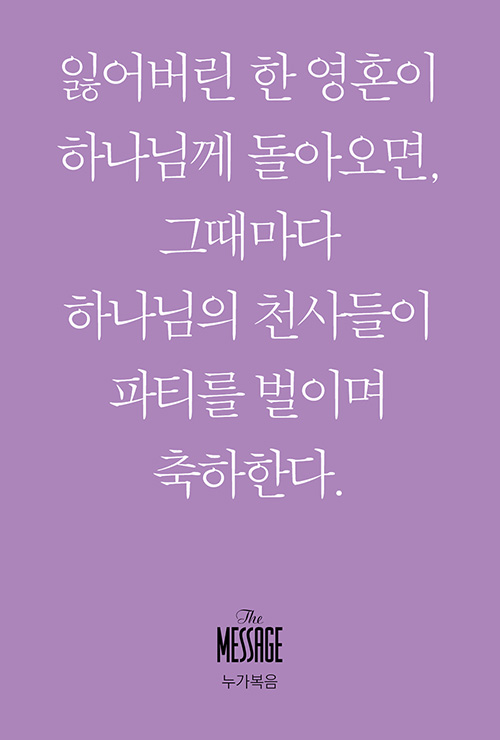 잃어버린 한 영혼이
하나님께 돌아오면,
그때마다
하나님의 천사들이
파티를 벌이며
축하한다.
The
MESSAGE
누가복음